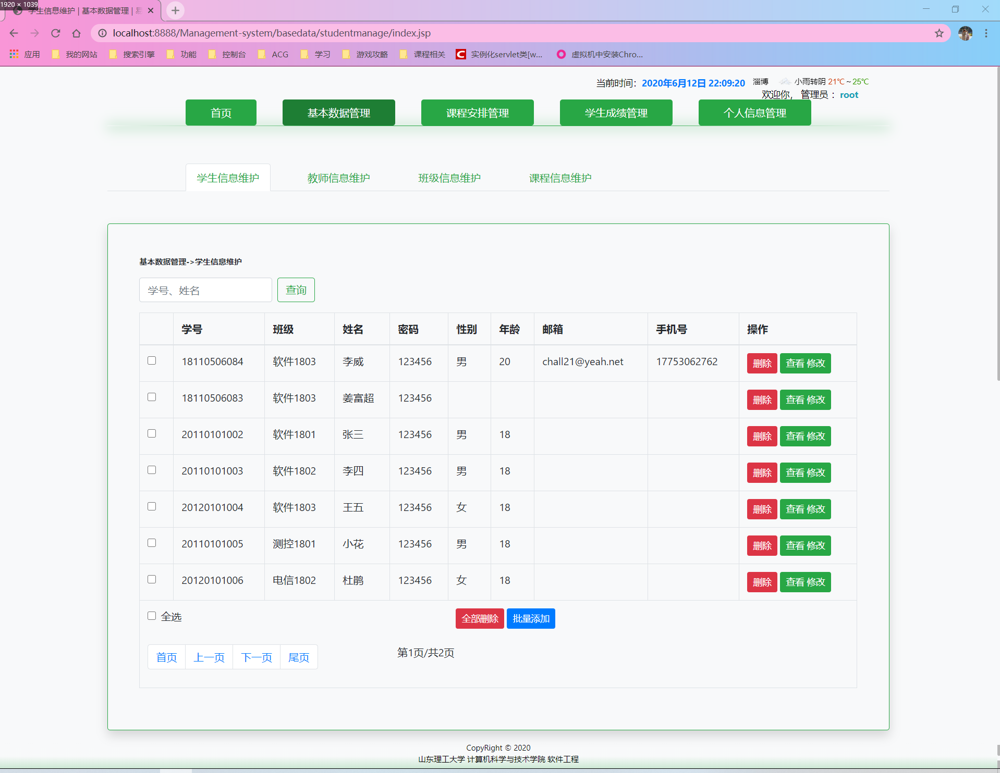 1920 × 1039
学生信息维护 | 基本数据管理 |
localhost:8888/Management-system/basedata/studentmanage/index.jsp
应用 我的网站 搜索引擎 功能 控制台 ACG 学习 游戏攻略 课程相关 实例化servlet类[w... 虚拟机中安装Chro...
当前时间： 2020年6月12日 22:09:20 淄博 小雨转阴 21℃ ~ 25℃
欢迎你， 管理员： root
首页 基本数据管理 课程安排管理 学生成绩管理 个人信息管理
学生信息维护 教师信息维护 班级信息维护 课程信息维护
基本数据管理->学生信息维护
学号、姓名 查询
学号 班级 姓名 密码 性别 年龄 邮箱 手机号 操作
18110506084 软件1803 李威 123456 男 20 chall21@yeah.net 17753062762 删除 查看 修改
18110506083 软件1803 姜富超 123456 删除 查看 修改
20110101002 软件1801 张三 123456 男 18 删除 查看 修改
20110101003 软件1802 李四 123456 男 18 删除 查看 修改
20120101004 软件1803 王五 123456 女 18 删除 查看 修改
20110101005 测控1801 小花 123456 男 18 删除 查看 修改
20120101006 电信1802 杜鹃 123456 女 18 删除 查看 修改
全选 全部删除 批量添加
首页 上一页 下一页 尾页 第1页/共2页
CopyRight © 2020
山东理工大学 计算机科学与技术学院 软件工程